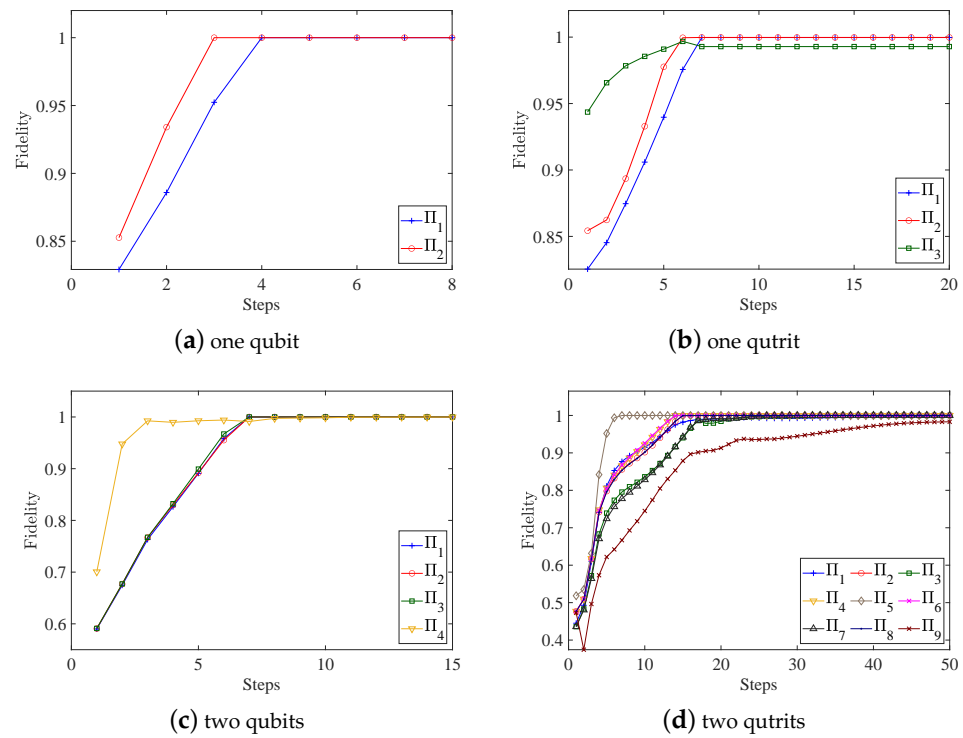 1
0.95
0.9
0.85
Fidelity
0 2 4 6 8
Steps
Π1
Π2
(a) one qubit
1
0.95
0.9
0.85
Fidelity
0 5 10 15 20
Steps
Π1
Π2
Π3
(b) one qutrit
1
0.9
0.8
0.7
0.6
Fidelity
0 5 10 15
Steps
Π1
Π2
Π3
Π4
(c) two qubits
1
0.9
0.8
0.7
0.6
0.5
0.4
Fidelity
0 10 20 30 40 50
Steps
Π1 Π2 Π3
Π4 Π5 Π6
Π7 Π8 Π9
(d) two qutrits